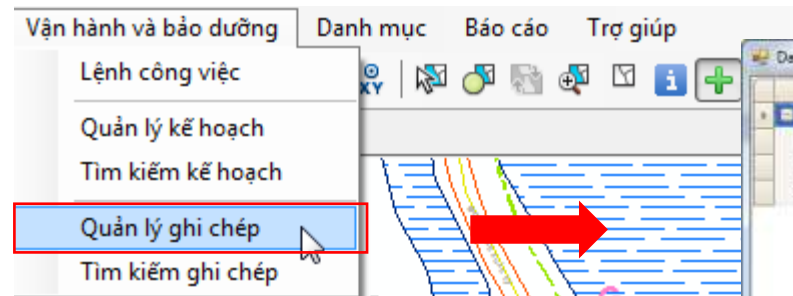 Vận hành và bảo dưỡng Danh mục Báo cáo Trợ giúp
Lệnh công việc
XY
Quản lý kế hoạch
Tìm kiếm kế hoạch
Quản lý ghi chép
Tìm kiếm ghi chép